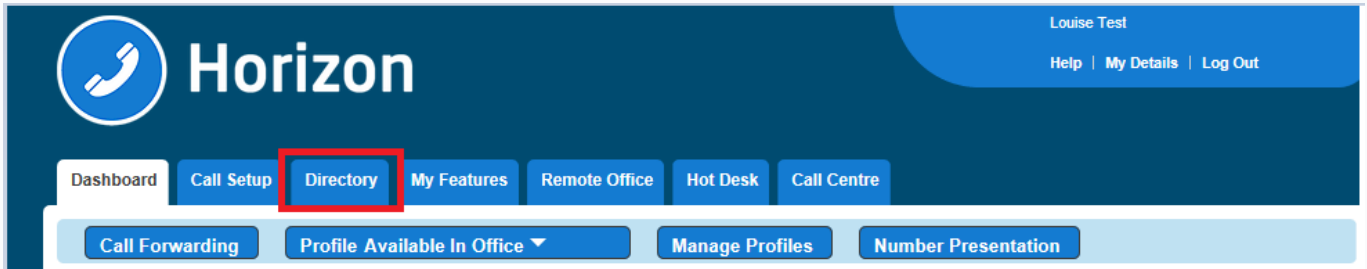 Louise Test
Horizon
Help | My Details | Log Out
Dashboard Call Setup Directory My Features Remote Office Hot Desk Call Centre
Call Forwarding Profile Available In Office Manage Profiles Number Presentation